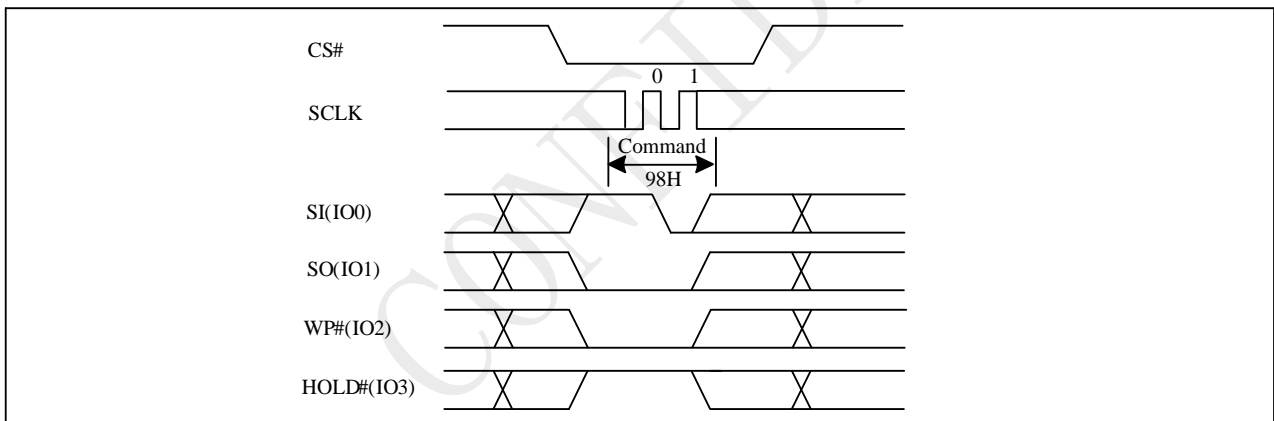 CS#
0 1
SCLK
Command
98H
SI(IO0)
SO(IO1)
WP#(IO2)
HOLD#(IO3)